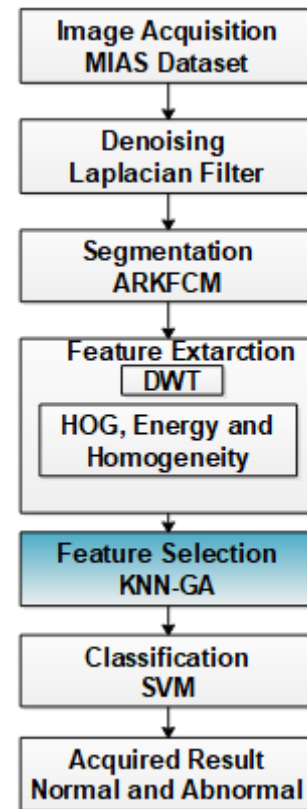 Image Acquisition
MIAS Dataset
Denoising
Laplacian Filter
Segmentation
ARKFCM
Feature Extarction
DWT
HOG, Energy and
Homogeneity
Feature Selection
KNN-GA
Classification
SVM
Acquired Result
Normal and Abnormal